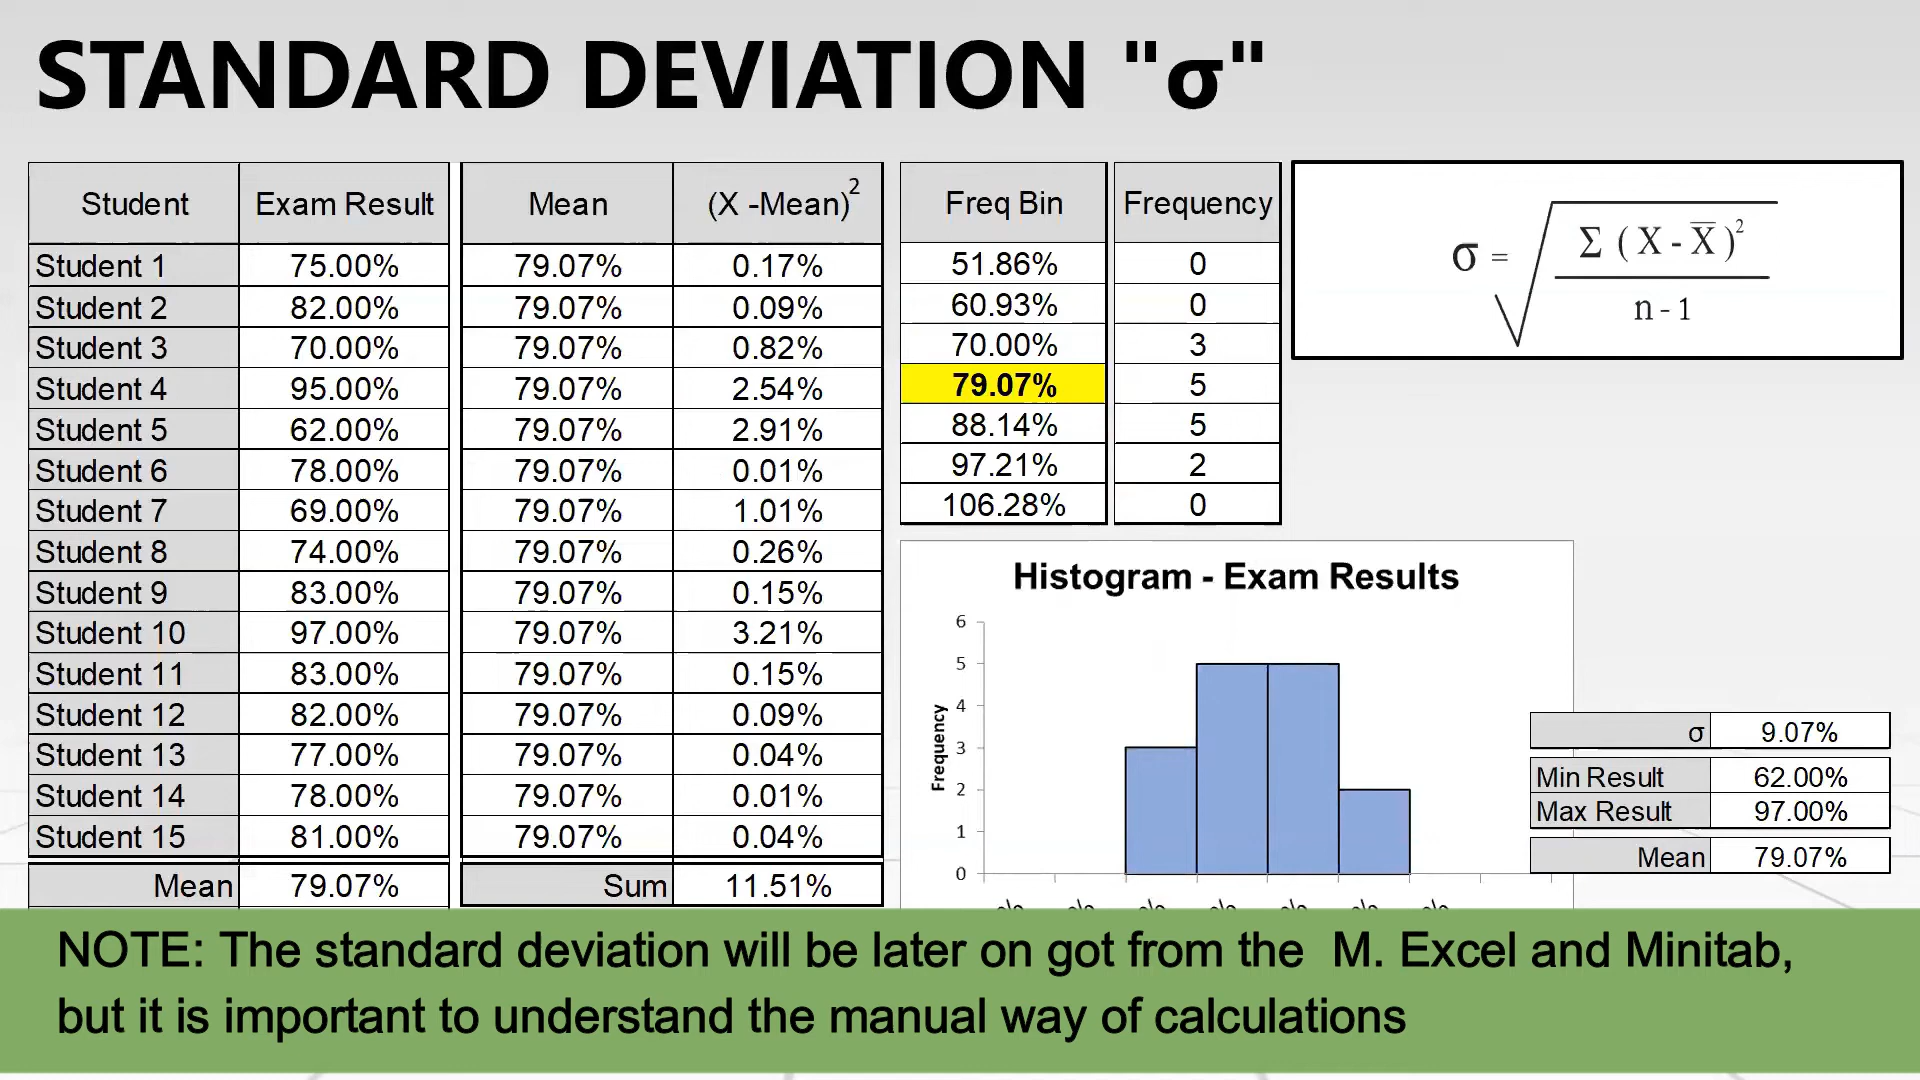 STANDARD DEVIATION "σ"
Student Exam Result Mean (X -Mean)²
Student 1 75.00% 79.07% 0.17%
Student 2 82.00% 79.07% 0.09%
Student 3 70.00% 79.07% 0.82%
Student 4 95.00% 79.07% 2.54%
Student 5 62.00% 79.07% 2.91%
Student 6 78.00% 79.07% 0.01%
Student 7 69.00% 79.07% 1.01%
Student 8 74.00% 79.07% 0.26%
Student 9 83.00% 79.07% 0.15%
Student 10 97.00% 79.07% 3.21%
Student 11 83.00% 79.07% 0.15%
Student 12 82.00% 79.07% 0.09%
Student 13 77.00% 79.07% 0.04%
Student 14 78.00% 79.07% 0.01%
Student 15 81.00% 79.07% 0.04%
Mean 79.07% Sum 11.51%
Freq Bin Frequency
51.86% 0
60.93% 0
70.00% 3
79.07% 5
88.14% 5
97.21% 2
106.28% 0
σ = √
Σ ( X - X̅ )²
n - 1
Histogram - Exam Results
Frequency
6
5
4
3
2
1
0
σ 9.07%
Min Result 62.00%
Max Result 97.00%
Mean 79.07%
NOTE: The standard deviation will be later on got from the M. Excel and Minitab,
but it is important to understand the manual way of calculations